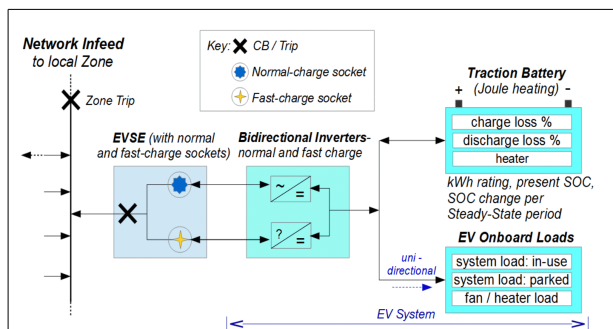 Network Infeed
to local Zone
Zone Trip
Key: CB / Trip
Normal-charge socket
Fast-charge socket
EVSE (with normal
and fast-charge sockets)
Bidirectional Inverters-
normal and fast charge
~
=
?
=
Traction Battery
+ (Joule heating) -
charge loss %
discharge loss %
heater
kWh rating, present SOC,
SOC change per
Steady-State period
EV Onboard Loads
uni -
directional
system load: in-use
system load: parked
fan / heater load
EV System